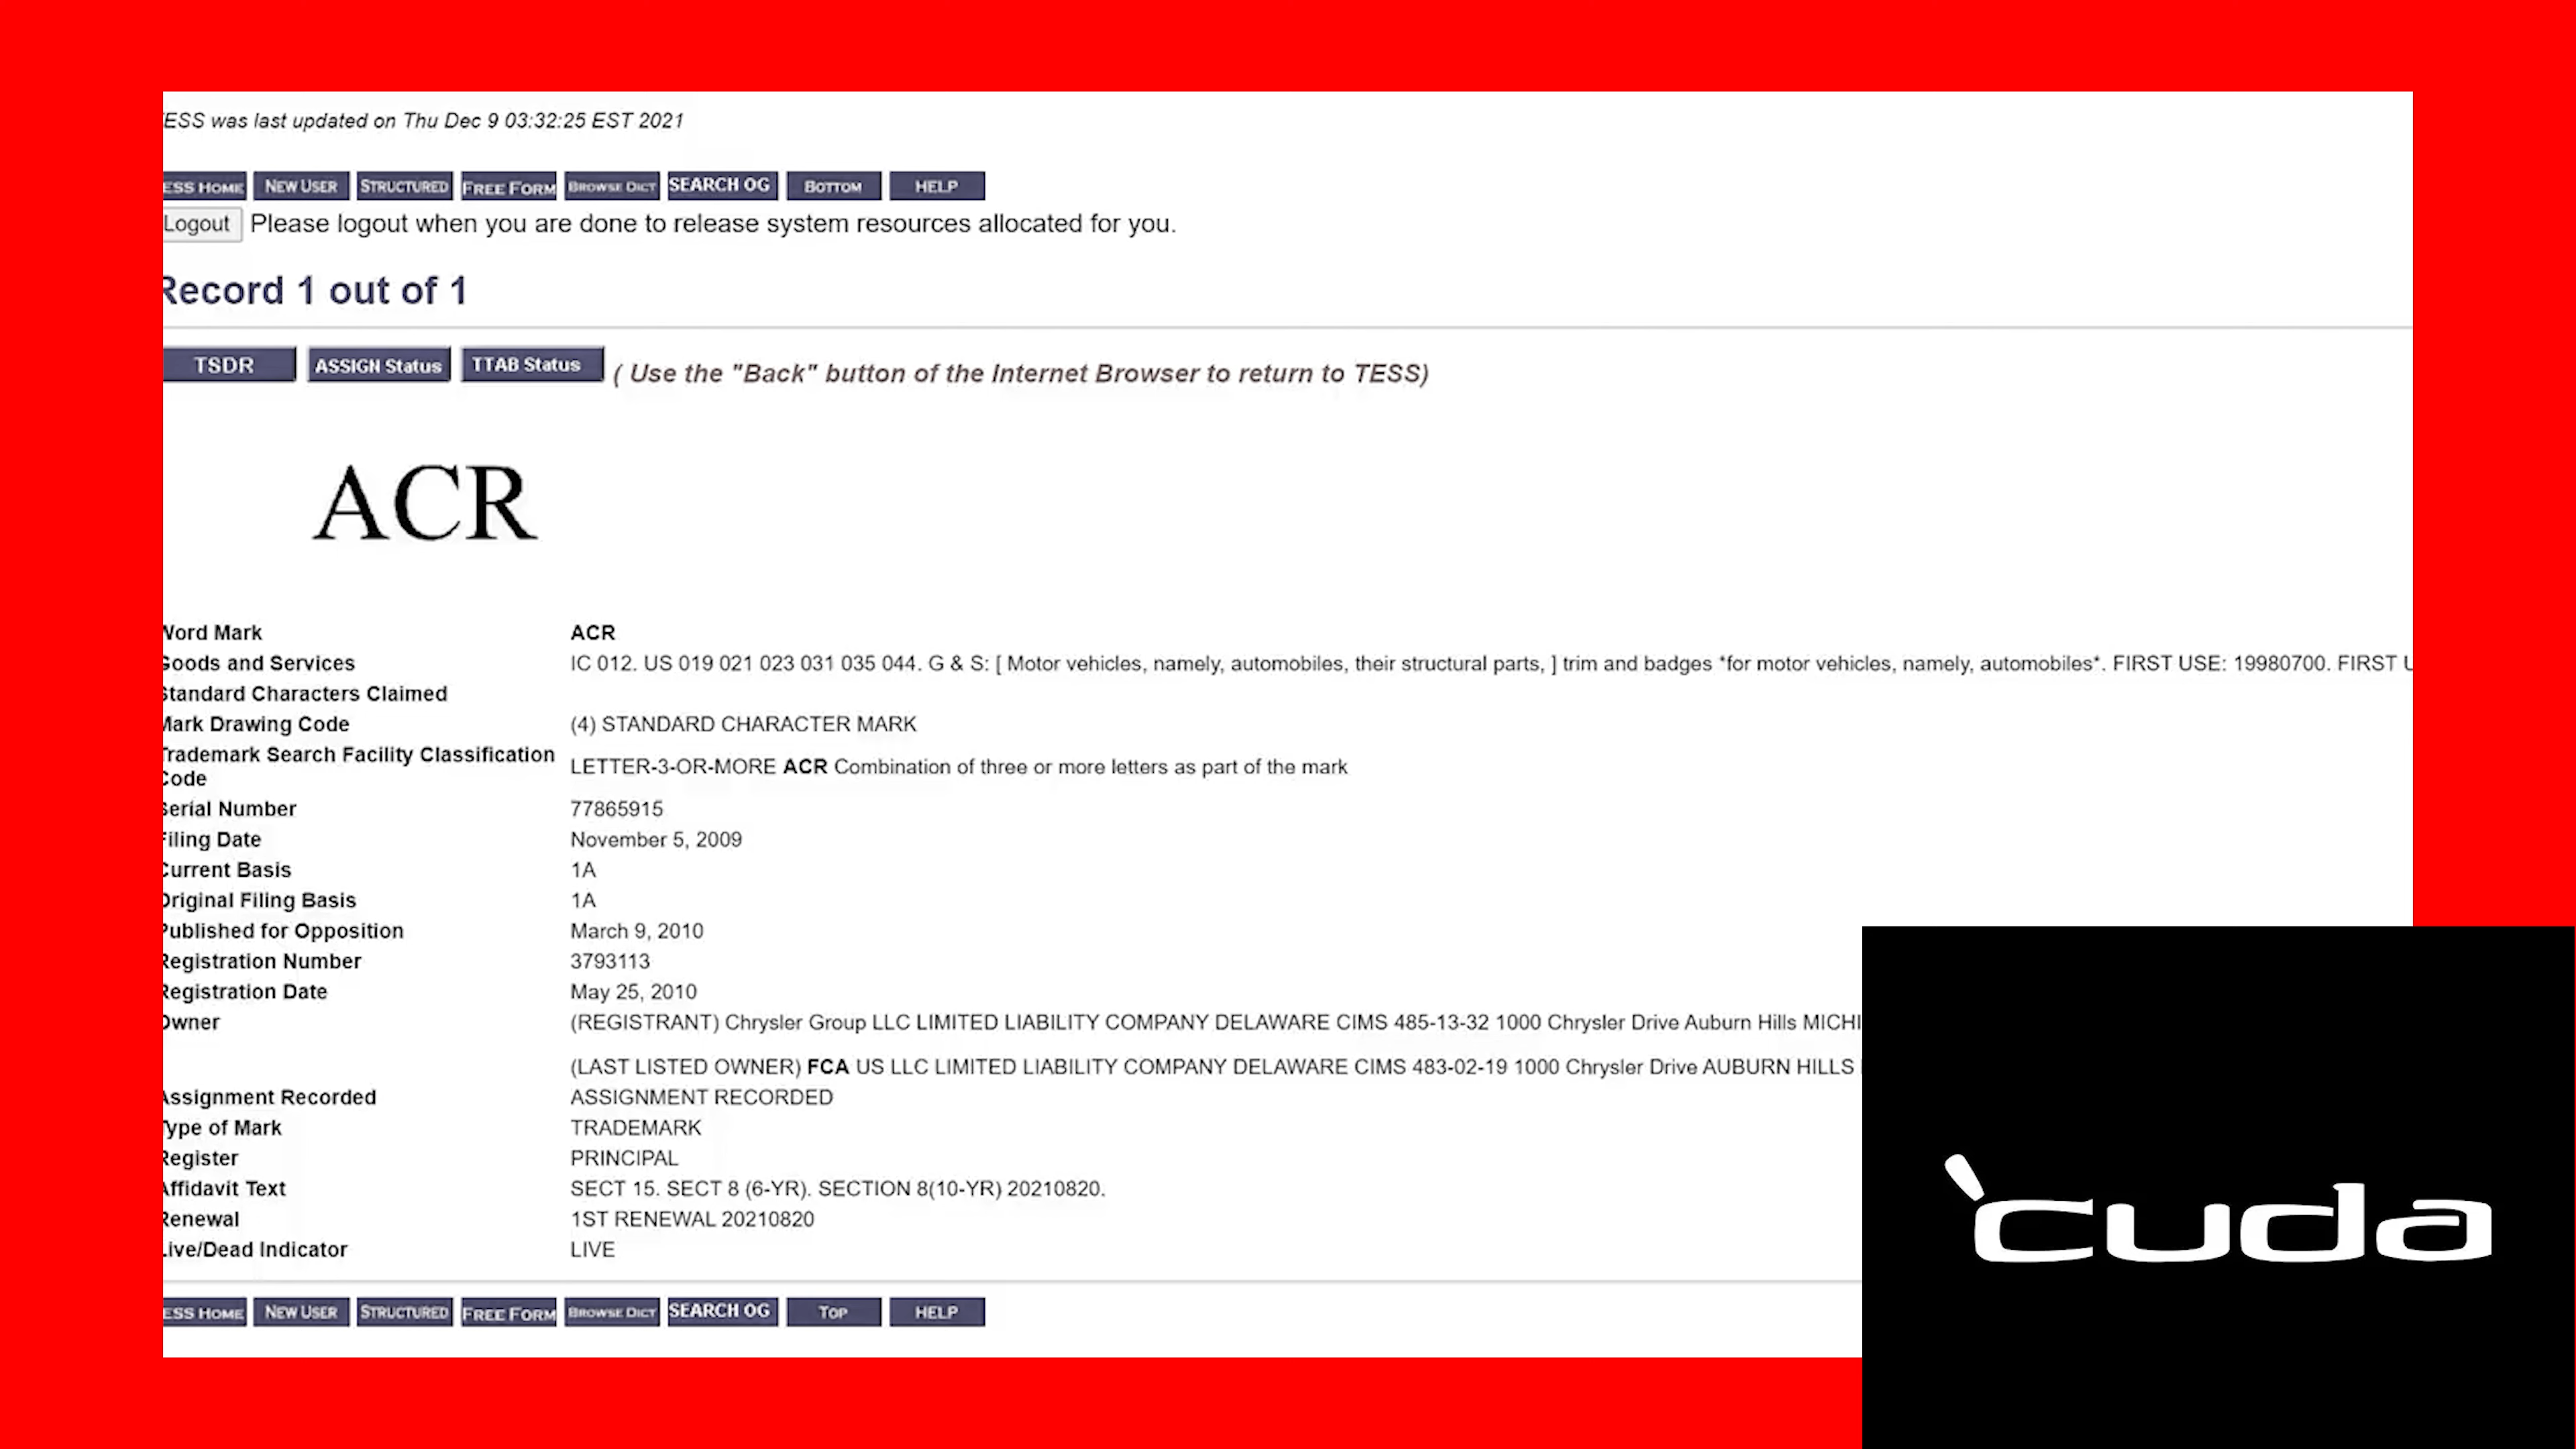 ESS was last updated on Thu Dec 9 03:32:25 EST 2021
ESS HOME NEW USER STRUCTURED FREE FORM BROWSE DICT SEARCH OG BOTTOM HELP
Logout Please logout when you are done to release system resources allocated for you.
Record 1 out of 1
TSDR ASSIGN Status TTAB Status ( Use the "Back" button of the Internet Browser to return to TESS)
ACR
Word Mark ACR
Goods and Services IC 012. US 019 021 023 031 035 044. G & S: [ Motor vehicles, namely, automobiles, their structural parts, ] trim and badges *for motor vehicles, namely, automobiles*. FIRST USE: 19980700. FIRST U
Standard Characters Claimed
Mark Drawing Code (4) STANDARD CHARACTER MARK
Trademark Search Facility Classification
Code LETTER-3-OR-MORE ACR Combination of three or more letters as part of the mark
Serial Number 77865915
Filing Date November 5, 2009
Current Basis 1A
Original Filing Basis 1A
Published for Opposition March 9, 2010
Registration Number 3793113
Registration Date May 25, 2010
Owner (REGISTRANT) Chrysler Group LLC LIMITED LIABILITY COMPANY DELAWARE CIMS 485-13-32 1000 Chrysler Drive Auburn Hills MICHI
(LAST LISTED OWNER) FCA US LLC LIMITED LIABILITY COMPANY DELAWARE CIMS 483-02-19 1000 Chrysler Drive AUBURN HILLS
Assignment Recorded ASSIGNMENT RECORDED
Type of Mark TRADEMARK
Register PRINCIPAL
Affidavit Text SECT 15. SECT 8 (6-YR). SECTION 8(10-YR) 20210820.
Renewal 1ST RENEWAL 20210820
Live/Dead Indicator LIVE
ESS HOME NEW USER STRUCTURED FREE FORM BROWSE DICT SEARCH OG TOP HELP
'cuda